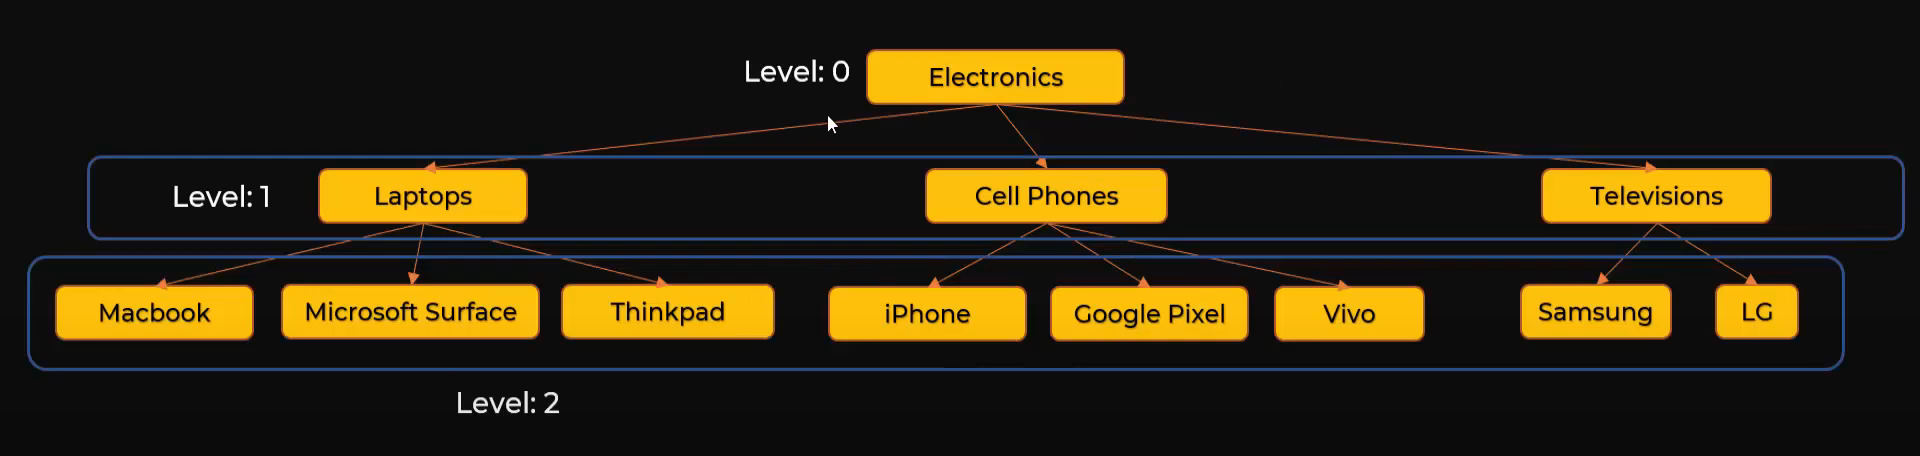 Level: 0
Electronics
Level: 1
Laptops
Cell Phones
Televisions
Macbook
Microsoft Surface
Thinkpad
iPhone
Google Pixel
Vivo
Samsung
LG
Level: 2